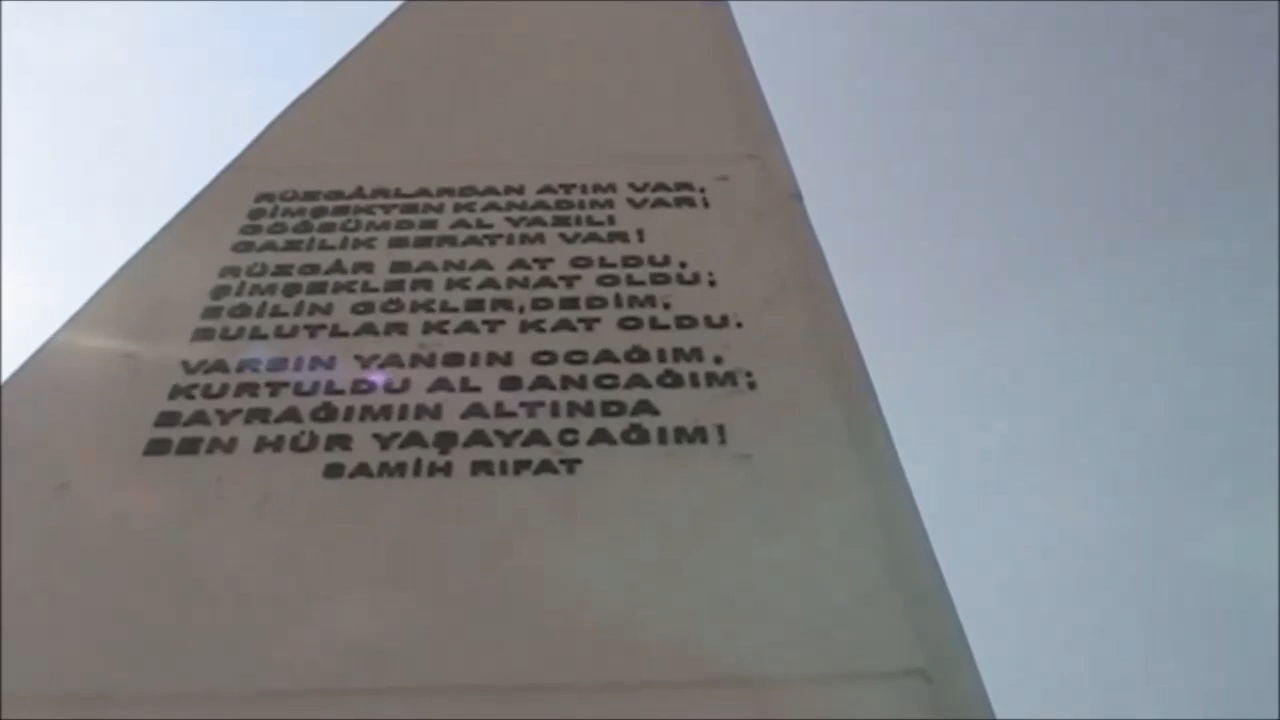 RÜZGÂRLARDAN ATIM VAR,
ŞİMŞEKTEN KANADIM VAR;
GÖĞSÜMDE AL YAZILI
GAZİLİK BERATIM VAR!
RÜZGÂR BANA AT OLDU,
ŞİMŞEKLER KANAT OLDU;
EĞİLİN GÖKLER,DEDİM,
BULUTLAR KAT KAT OLDU.
VARSIN YANSIN OCAĞIM,
KURTULDU AL SANCAĞIM;
BAYRAĞIMIN ALTINDA
BEN HÜR YAŞAYACAĞIM!
SAMİH RIFAT